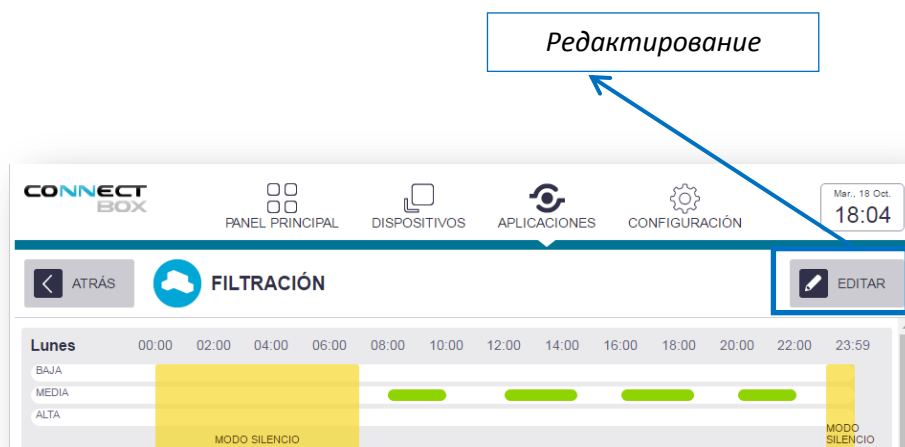 Редактирование
CONNECT
BOX
PANEL PRINCIPAL
DISPOSITIVOS
APLICACIONES
CONFIGURACIÓN
Mar., 18 Oct.
18:04
ATRÁS
FILTRACIÓN
EDITAR
Lunes 00:00 02:00 04:00 06:00 08:00 10:00 12:00 14:00 16:00 18:00 20:00 22:00 23:59
BAJA
MEDIA
ALTA
MODO SILENCIO
MODO
SILENCIO